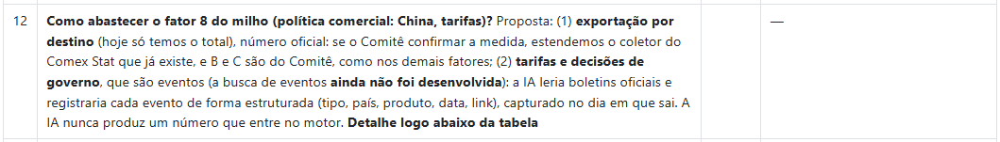 12 Como abastecer o fator 8 do milho (política comercial: China, tarifas)? Proposta: (1) exportação por —
destino (hoje só temos o total), número oficial: se o Comitê confirmar a medida, estendemos o coletor do
Comex Stat que já existe, e B e C são do Comitê, como nos demais fatores; (2) tarifas e decisões de
governo, que são eventos (a busca de eventos ainda não foi desenvolvida): a IA leria boletins oficiais e
registraria cada evento de forma estruturada (tipo, país, produto, data, link), capturado no dia em que sai. A
IA nunca produz um número que entre no motor. Detalhe logo abaixo da tabela